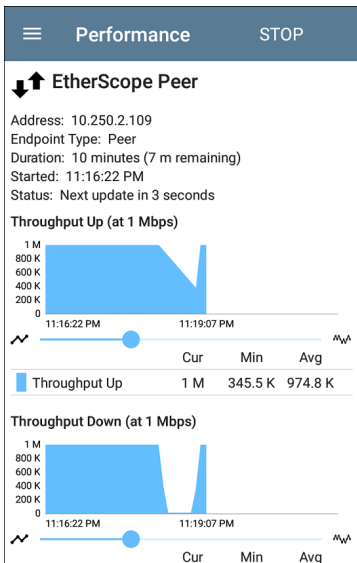 Performance STOP
EtherScope Peer
Address: 10.250.2.109
Endpoint Type: Peer
Duration: 10 minutes (7 m remaining)
Started: 11:16:22 PM
Status: Next update in 3 seconds
Throughput Up (at 1 Mbps)
1 M
800 K
600 K
400 K
200 K
0
11:16:22 PM 11:19:07 PM
Cur Min Avg
Throughput Up 1 M 345.5 K 974.8 K
Throughput Down (at 1 Mbps)
1 M
800 K
600 K
400 K
200 K
0
11:16:22 PM 11:19:07 PM
Cur Min Avg